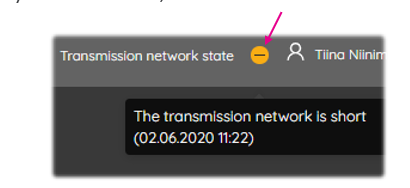 Transmission network state Tiina Niinim
The transmission network is short
(02.06.2020 11:22)